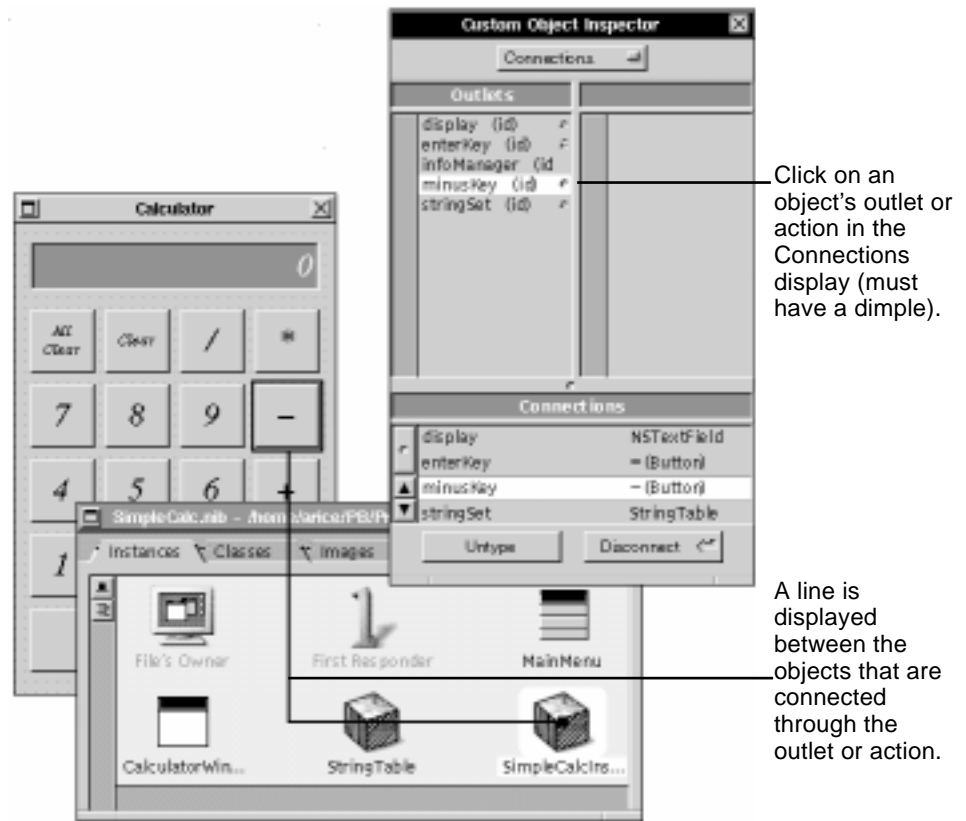 Custom Object Inspector
Connections
Outlets
display (id)
enterKey (id)
infoManager (id
minusKey (id)
stringSet (id)
Click on an
object's outlet or
action in the
Connections
display (must
have a dimple).
Calculator
0
All
Clear
Clear
/
*
7
8
9
−
4
5
6
+
1
Connections
display NSTextField
enterKey = (Button)
minusKey − (Button)
stringSet StringTable
Untype
Disconnect
SimpleCalc.nib – /home/arice/PB/Pr
Instances
Classes
Images
File's Owner
First Responder
MainMenu
CalculatorWin...
StringTable
SimpleCalcIns...
A line is
displayed
between the
objects that are
connected
through the
outlet or action.